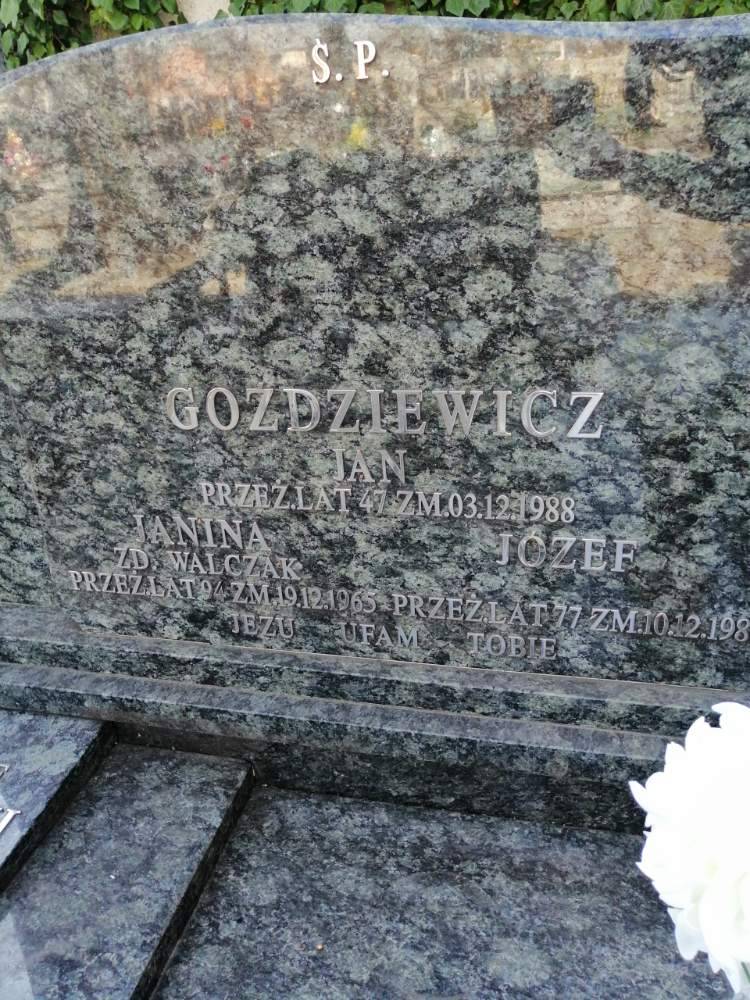 Ś. P.
GOŹDZIEWICZ
JAN
PRZEŻ.LAT 47 ZM.03.12.1988
JANINA
ZD. WALCZAK
PRZEŻ.LAT 94 ZM.19.12.1965
JÓZEF
PRZEŻ.LAT 77 ZM.10.12.198
JEZU UFAM TOBIE